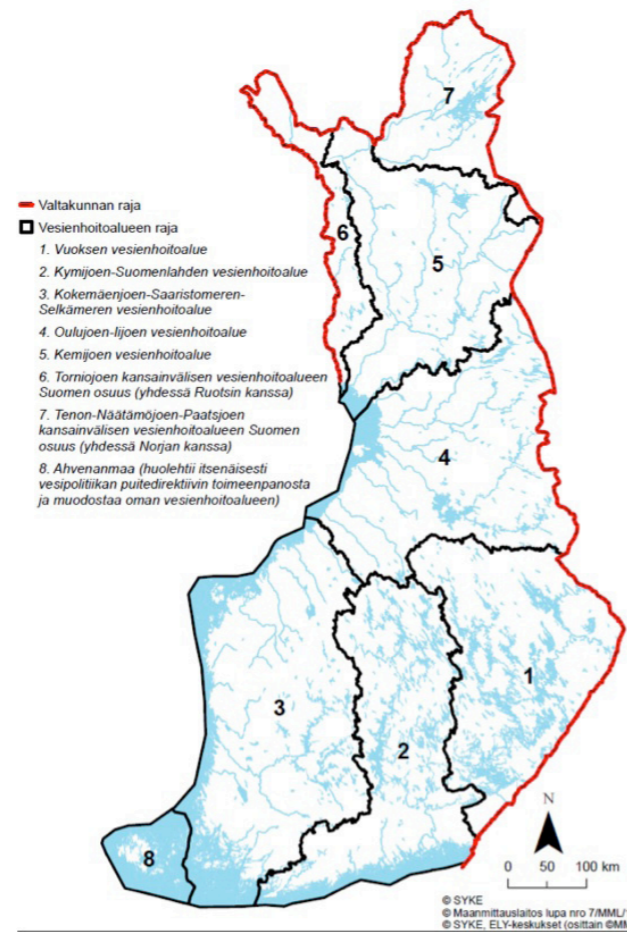 7
Valtakunnan raja
Vesienhoitoalueen raja
1. Vuoksen vesienhoitoalue
2. Kymijoen-Suomenlahden vesienhoitoalue
3. Kokemäenjoen-Saaristomeren-
Selkämeren vesienhoitoalue
4. Oulujoen-Iijoen vesienhoitoalue
5. Kemijoen vesienhoitoalue
6. Torniojoen kansainvälisen vesienhoitoalueen
Suomen osuus (yhdessä Ruotsin kanssa)
7. Tenon-Näätämöjoen-Paatsjoen
kansainvälisen vesienhoitoalueen Suomen
osuus (yhdessä Norjan kanssa)
8. Ahvenanmaa (huolehtii itsenäisesti
vesipolitiikan puitedirektiivin toimeenpanosta
ja muodostaa oman vesienhoitoalueen)
6
5
4
1
3
2
8
N
0 50 100 km
© SYKE
© Maanmittauslaitos lupa nro 7/MML/
© SYKE, ELY-keskukset (osittain ©MM